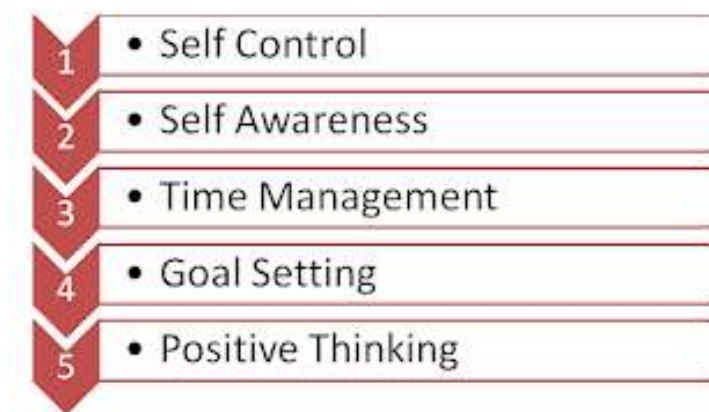 1 • Self Control
2 • Self Awareness
3 • Time Management
4 • Goal Setting
5 • Positive Thinking